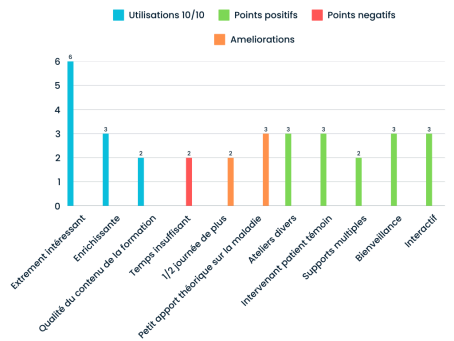 Utilisations 10/10 Points positifs Points negatifs
Ameliorations
6
5
4
3
2
1
0
6
3
2
2
2
3
3
3
2
3
3
Extrement intéressant
Enrichissante
Qualité du contenu de la formation
Temps insuffisant
1/2 journée de plus
Petit apport théorique sur la maladie
Ateliers divers
Intervenant patient témoin
Supports multiples
Bienveillance
Interactif